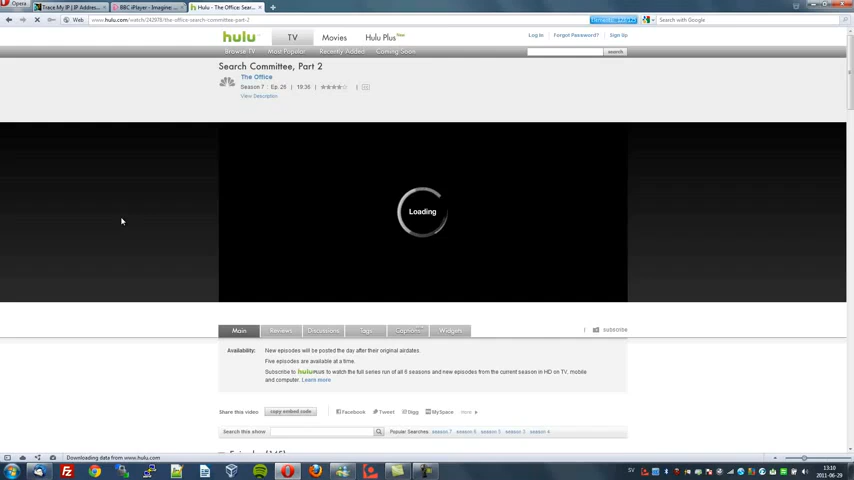 Opera
Trace My IP | IP Addres...
BBC iPlayer - Imagine: ...
Hulu - The Office: Sear...
Web
www.hulu.com/watch/242978/the-office-search-committee-part-2
Search with Google
hulu
TV
Movies
Hulu Plus
Log In
Forgot Password?
Sign Up
Browse TV
Most Popular
Recently Added
Coming Soon
search
Search Committee, Part 2
The Office
Season 7 : Ep. 26 | 19:36 |
View Description
Loading
Main
Reviews
Discussions
Tags
Captions
Widgets
subscribe
Availability:
New episodes will be posted the day after their original airdates.
Five episodes are available at a time.
Subscribe to huluPLUS to watch the full series run of all 6 seasons and new episodes from the current season in HD on TV, mobile
and computer. Learn more
Share this video
copy embed code
Facebook
Tweet
Digg
MySpace
more
Search this show
Popular Searches:
season 7
season 6
season 5
season 3
season 4
Downloading data from www.hulu.com
SV
13:10
2011-06-29